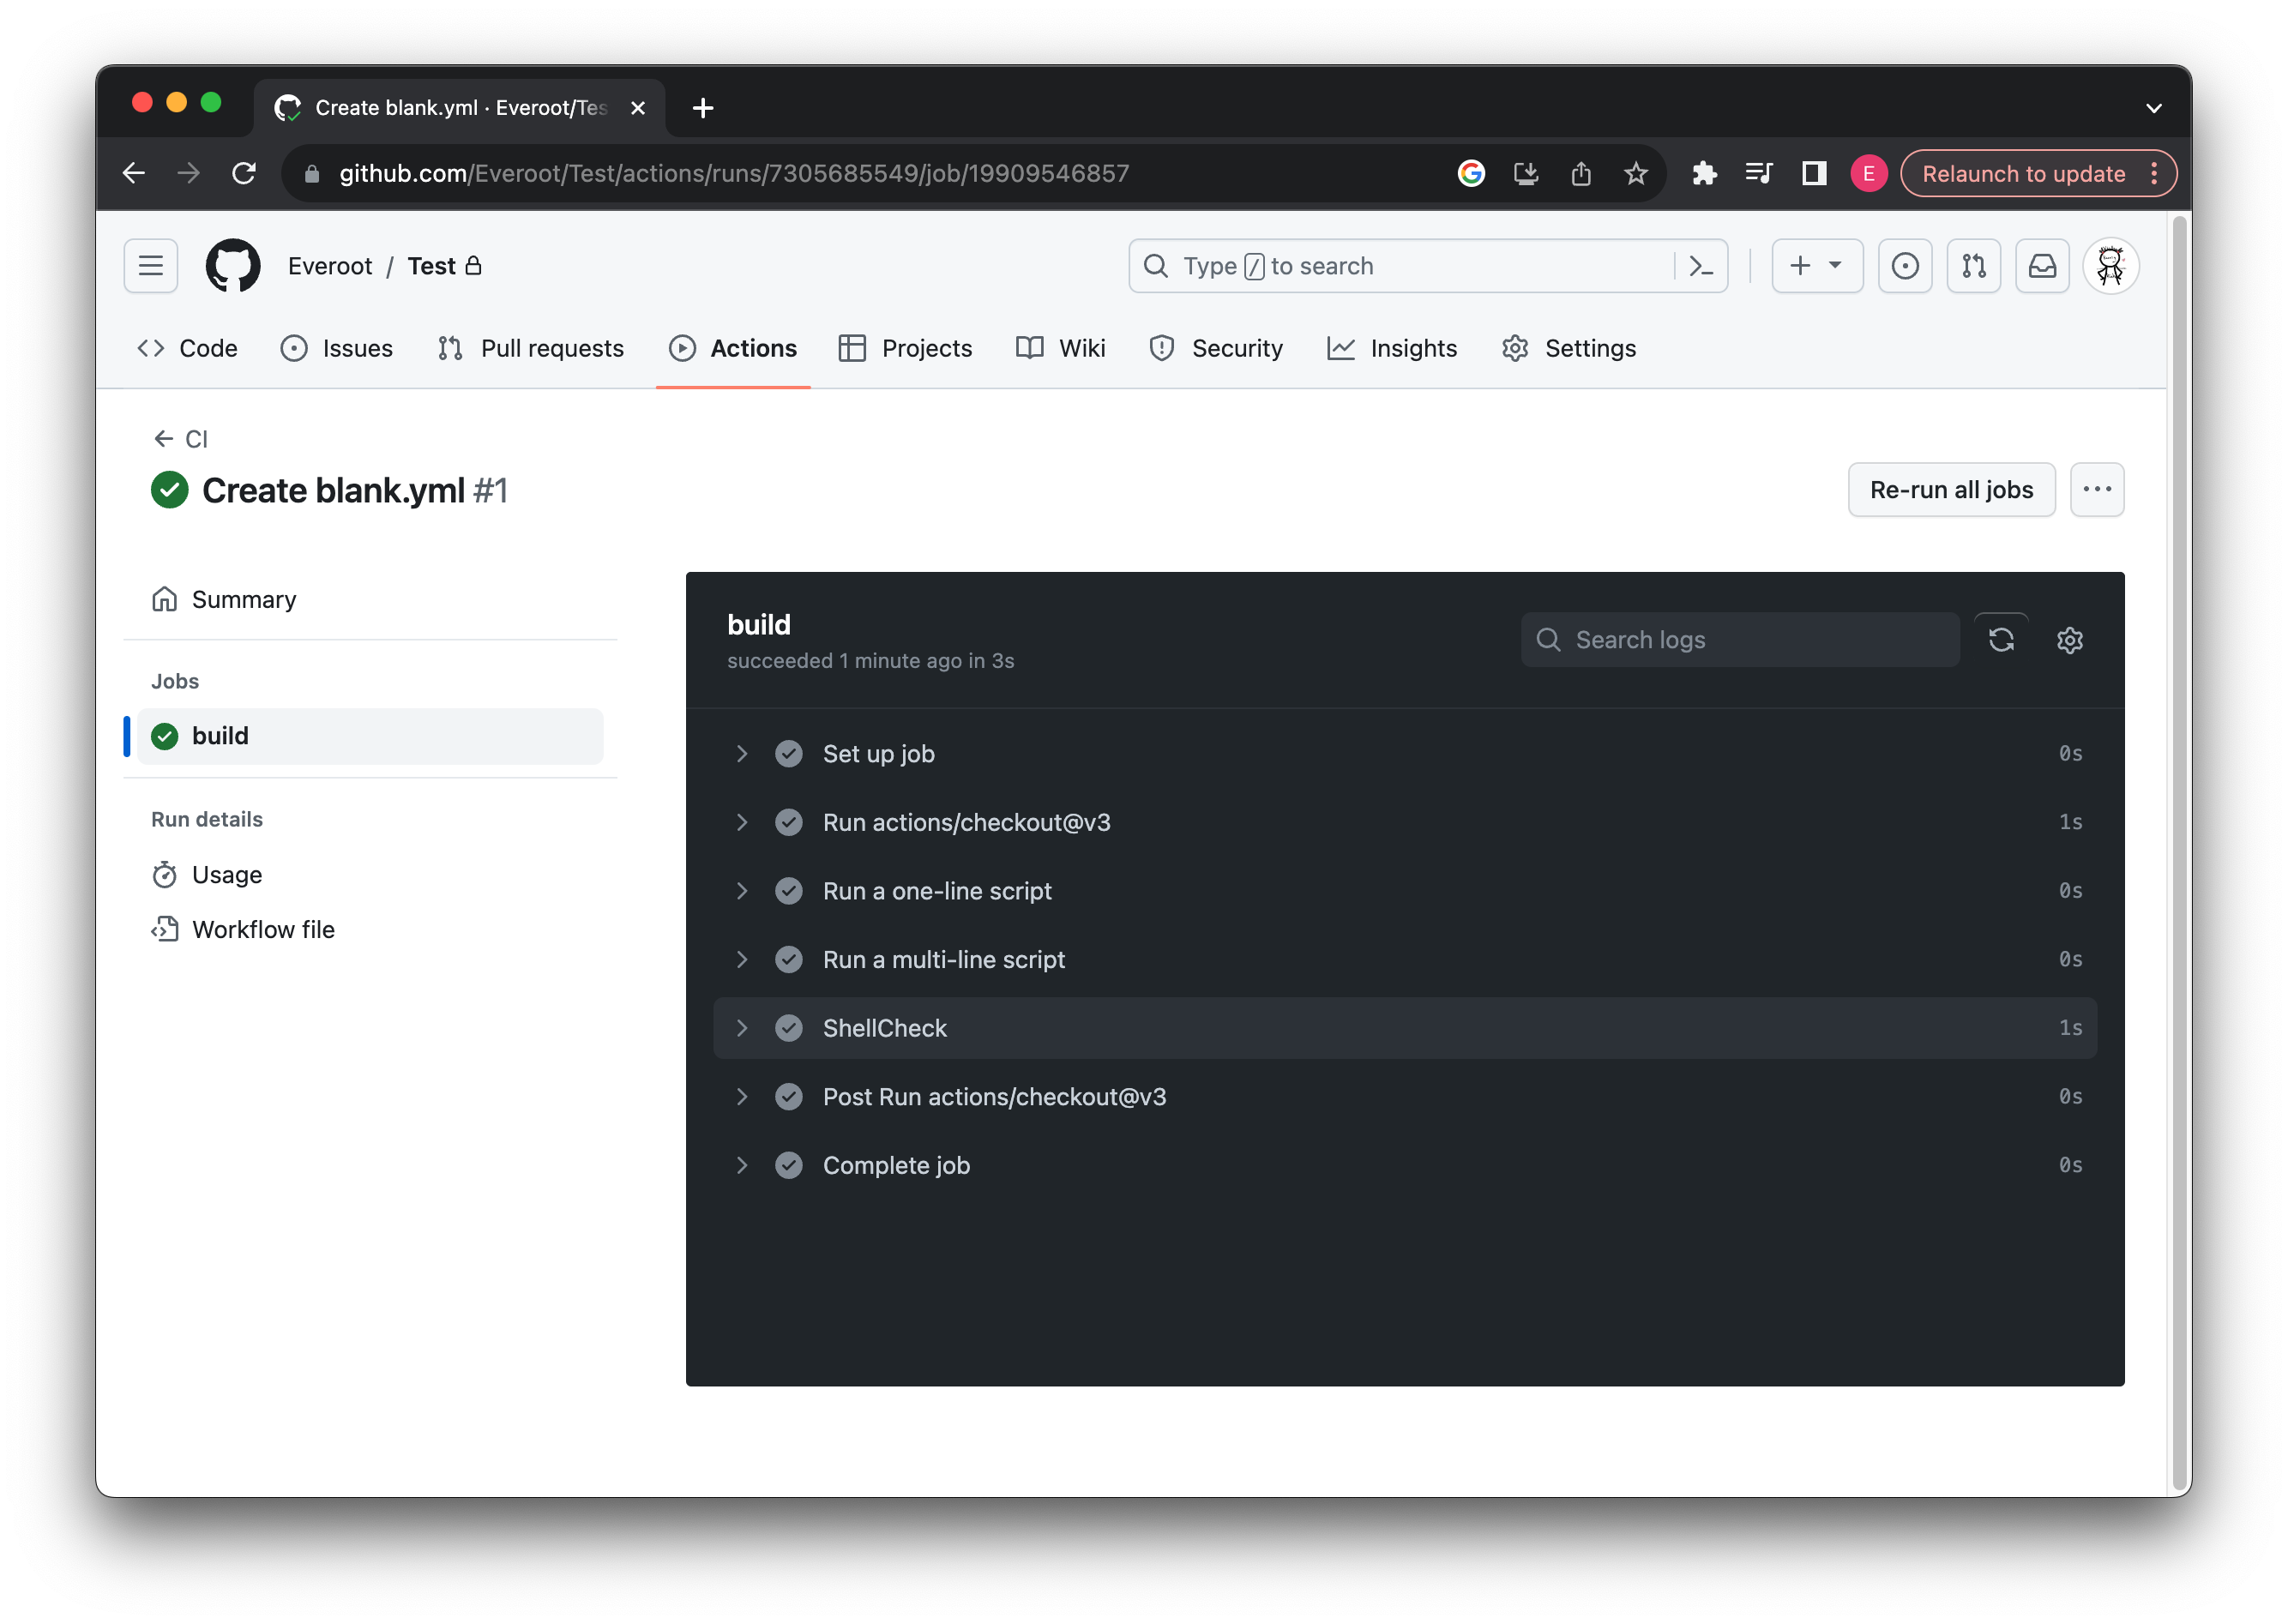 Create blank.yml · Everoot/Tes
github.com/Everoot/Test/actions/runs/7305685549/job/19909546857
E
Relaunch to update
Everoot / Test
Type / to search
Code
Issues
Pull requests
Actions
Projects
Wiki
Security
Insights
Settings
CI
Create blank.yml #1
Re-run all jobs
Summary
Jobs
build
Run details
Usage
Workflow file
build
succeeded 1 minute ago in 3s
Search logs
Set up job 0s
Run actions/checkout@v3 1s
Run a one-line script 0s
Run a multi-line script 0s
ShellCheck 1s
Post Run actions/checkout@v3 0s
Complete job 0s